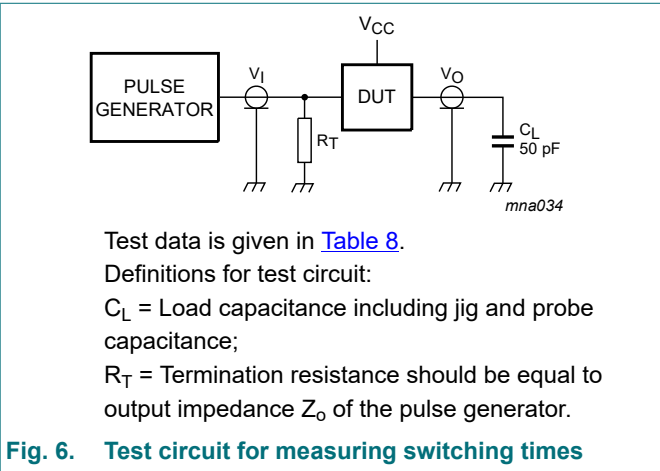 VCC
PULSE
GENERATOR
VI
RT
DUT
VO
CL
50 pF
mna034
Test data is given in Table 8.
Definitions for test circuit:
CL = Load capacitance including jig and probe
capacitance;
RT = Termination resistance should be equal to
output impedance Zo of the pulse generator.
Fig. 6. Test circuit for measuring switching times